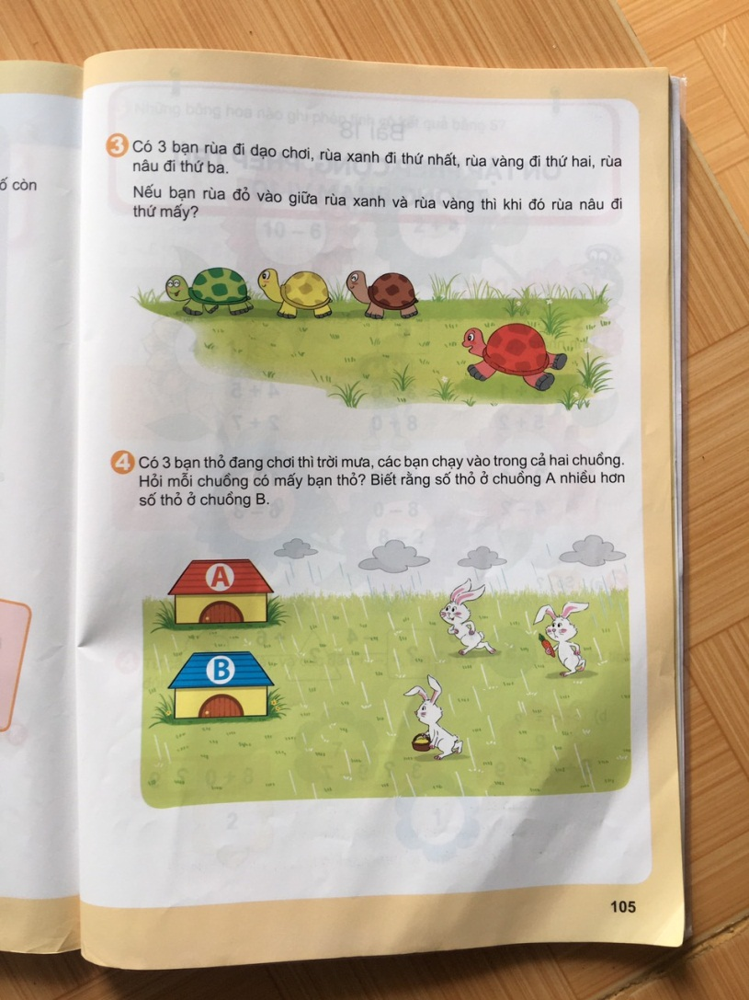 ố còn
3 Có 3 bạn rùa đi dạo chơi, rùa xanh đi thứ nhất, rùa vàng đi thứ hai, rùa
nâu đi thứ ba.
Nếu bạn rùa đỏ vào giữa rùa xanh và rùa vàng thì khi đó rùa nâu đi
thứ mấy?
4 Có 3 bạn thỏ đang chơi thì trời mưa, các bạn chạy vào trong cả hai chuồng.
Hỏi mỗi chuồng có mấy bạn thỏ? Biết rằng số thỏ ở chuồng A nhiều hơn
số thỏ ở chuồng B.
A
B
105